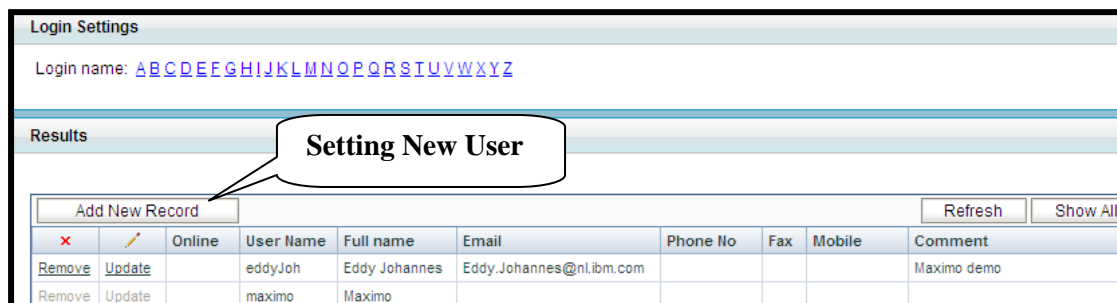 Login Settings
Login name: A B C D E F G H I J K L M N O P Q R S T U V W X Y Z
Results
Setting New User
Add New Record Refresh Show All
Online User Name Full name Email Phone No Fax Mobile Comment
Remove Update eddyJoh Eddy Johannes Eddy.Johannes@nl.ibm.com Maximo demo
Remove Update maximo Maximo